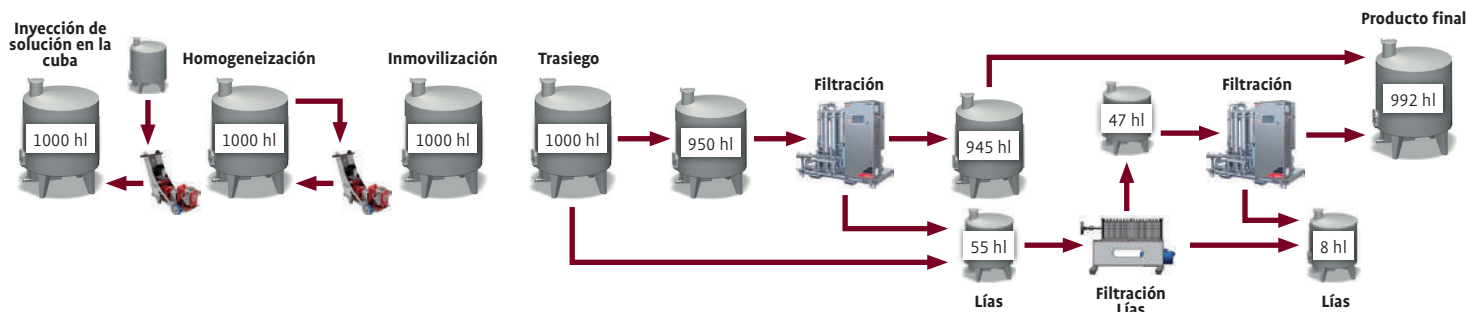 Inyección de
solución en la
cuba
1000 hl
Homogeneización
1000 hl
Inmovilización
1000 hl
Trasiego
1000 hl
950 hl
Filtración
945 hl
55 hl
Lías
47 hl
Filtración
Lías
Filtración
8 hl
Lías
Producto final
992 hl